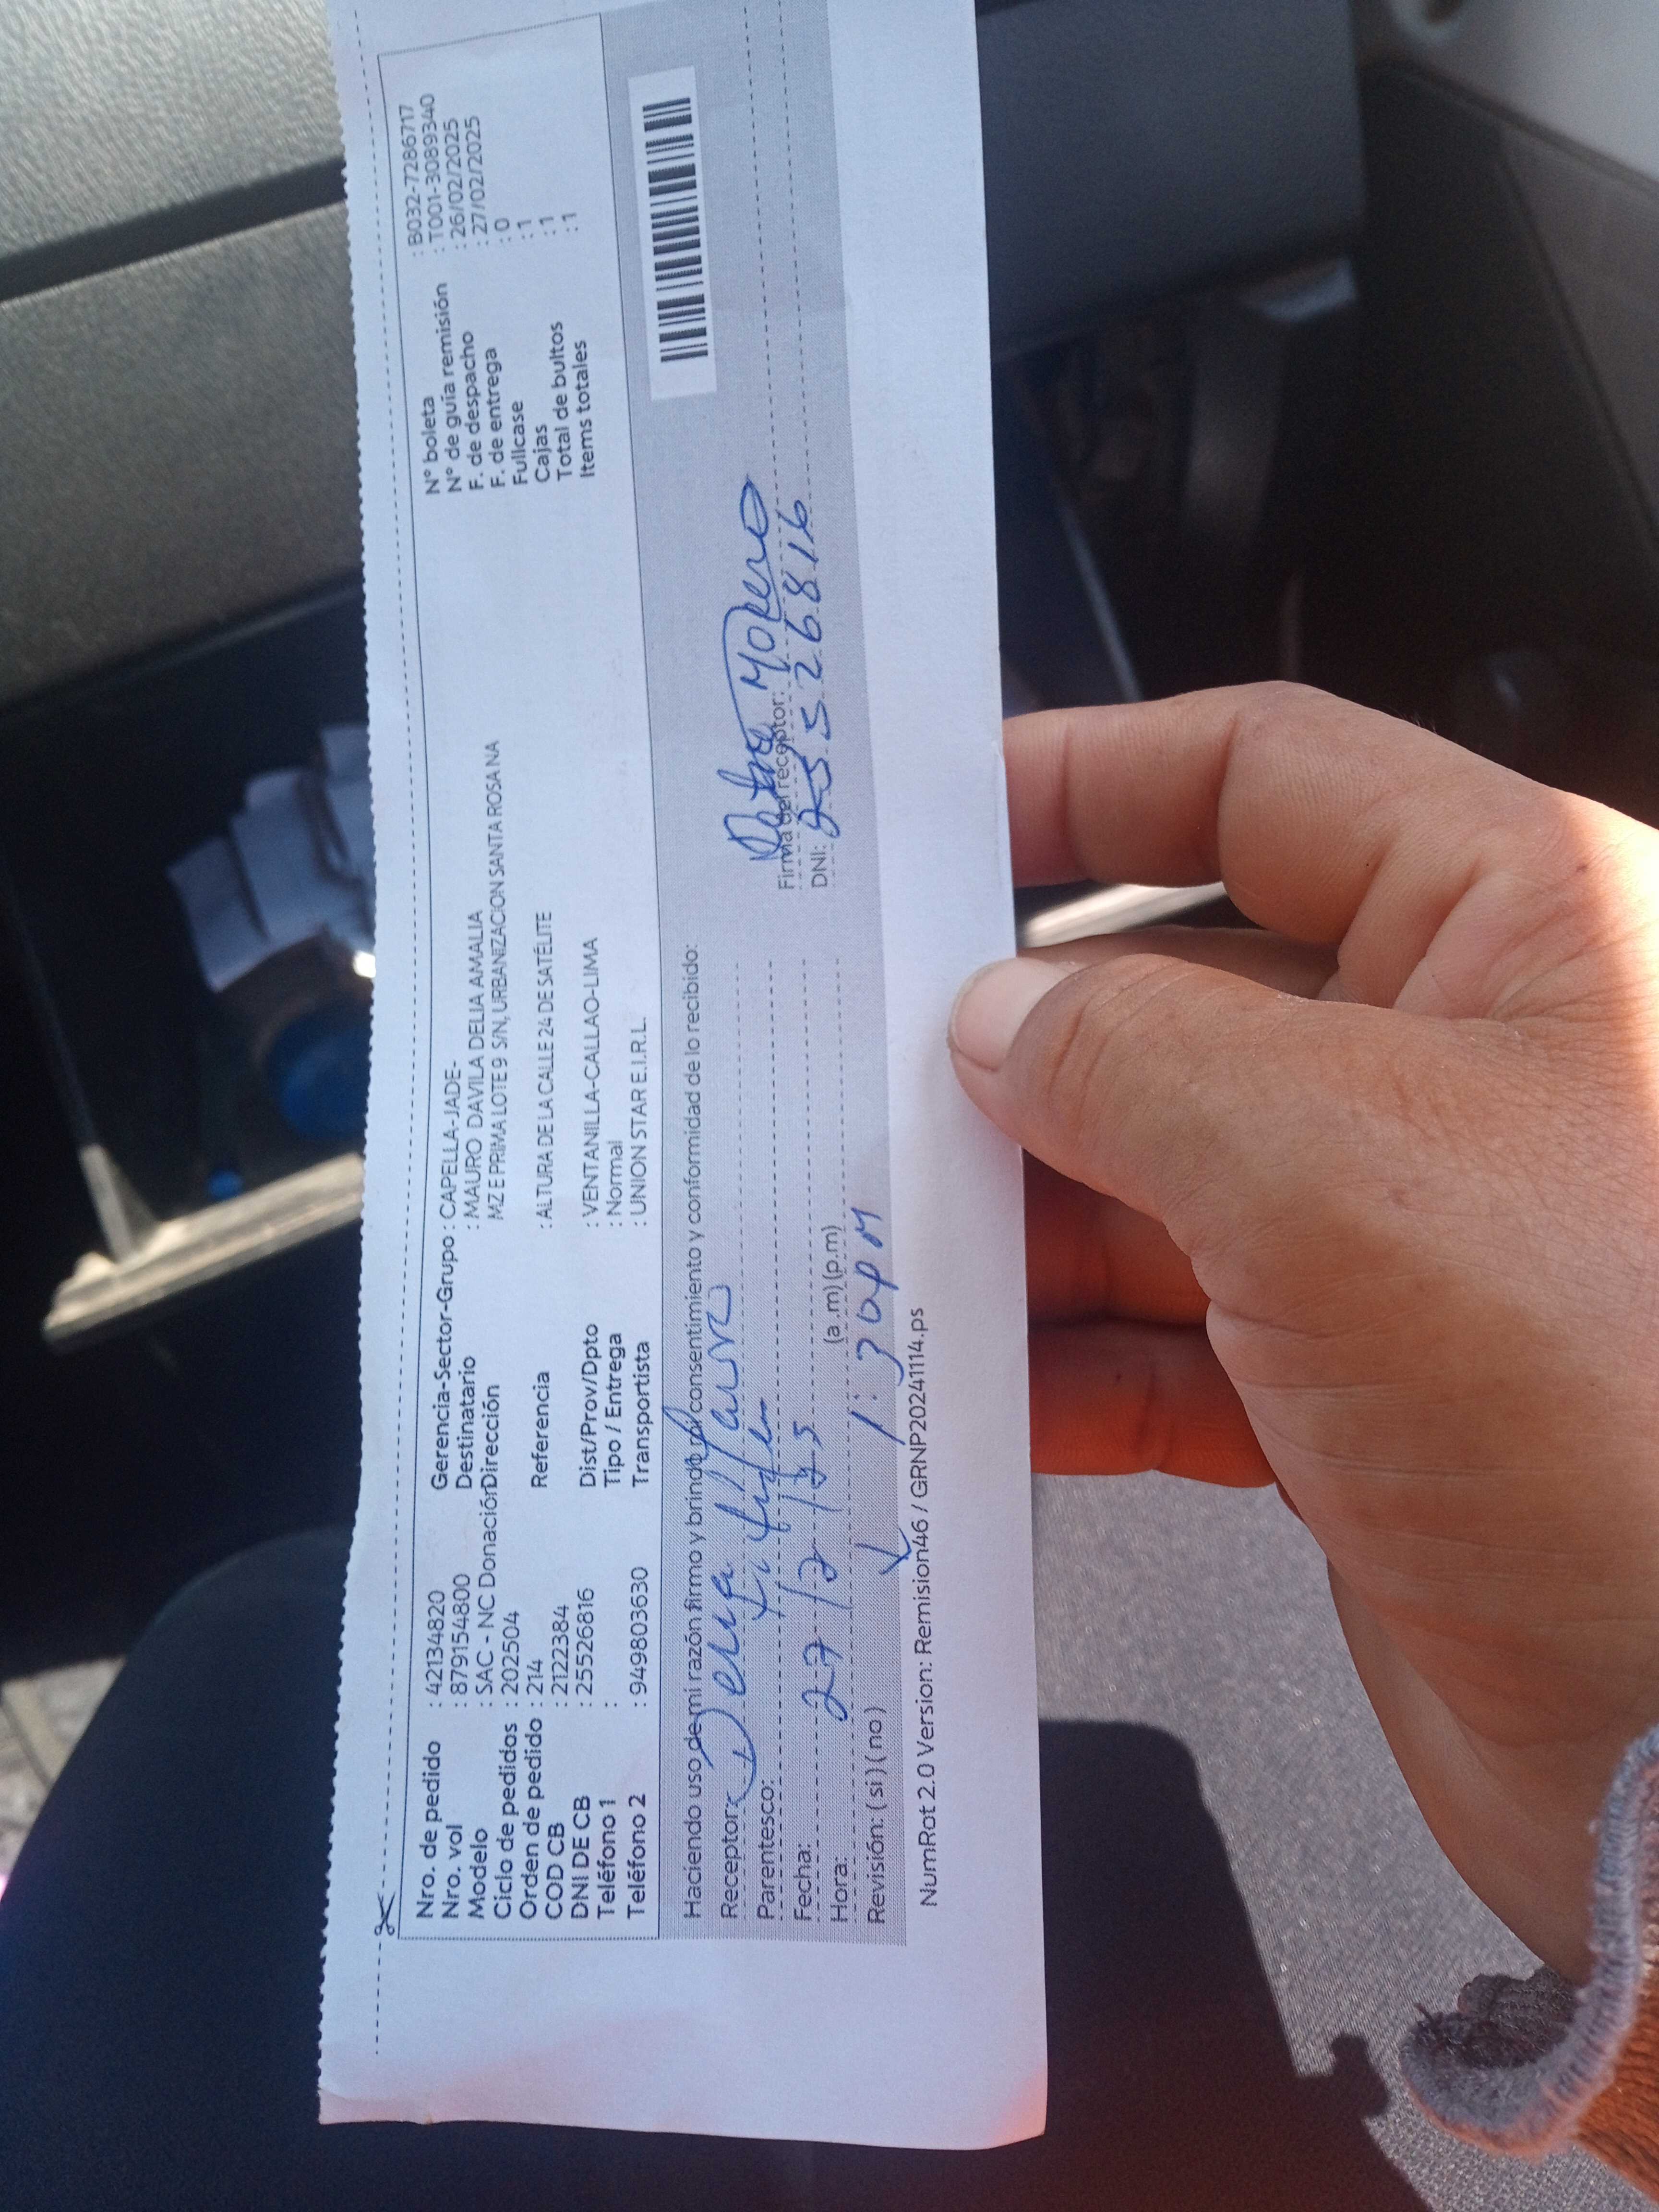 Nro. de pedido : 42134820
Nro. vol : 879154800
Modelo : SAC - NC Donación
Ciclo de pedidos : 202504
Orden de pedido : 214
COD CB : 2122384
DNI DE CB : 25526816
Teléfono 1 :
Teléfono 2 : 949803630
Gerencia-Sector-Grupo : CAPELLA-JADE-
Destinatario : MAURO DAVILA DELIA AMALIA
Dirección MZ E PRIMA LOTE 9 S/N, URBANIZACION SANTA ROSA NA
Referencia : ALTURA DE LA CALLE 24 DE SATÉLITE
Dist/Prov/Dpto : VENTANILLA-CALLAO-LIMA
Tipo / Entrega : Normal
Transportista : UNION STAR E.I.R.L.
N° boleta : B032-7286717
N° de guía remisión : T001-3089340
F. de despacho : 26/02/2025
F. de entrega : 27/02/2025
Fullcase : 0
Cajas : 1
Total de bultos : 1
Items totales : 1
Haciendo uso de mi razón firmo y brindo mi consentimiento y conformidad de lo recibido:
Receptor: Mauro
Parentesco:
Fecha: 27/2/25
Hora: (a.m) (p.m)
1:30 pM
Revisión: ( si ) ( no )
Moreno
Firma del receptor:
DNI: 25526816
NumRot 2.0 Version: Remision46 / GRNP20241114.ps